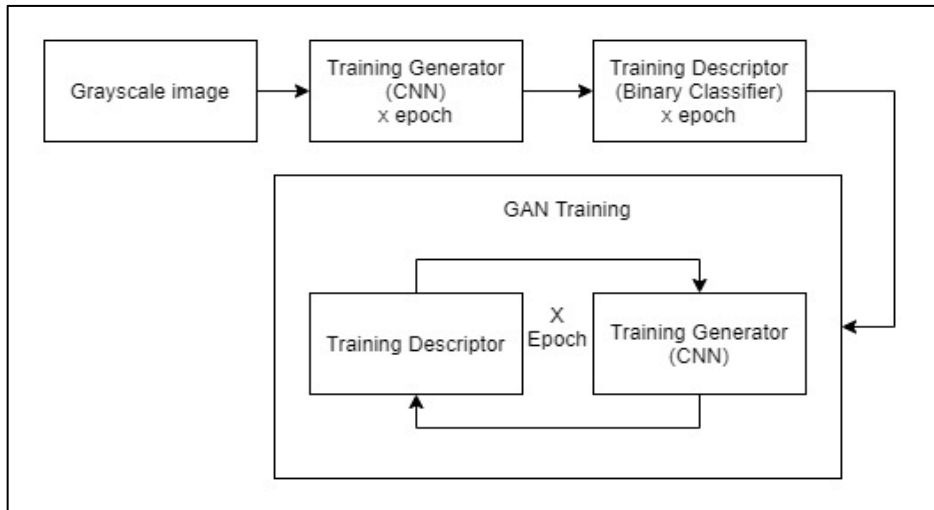 Grayscale image
Training Generator
(CNN)
x epoch
Training Descriptor
(Binary Classifier)
x epoch
GAN Training
Training Descriptor
X
Epoch
Training Generator
(CNN)